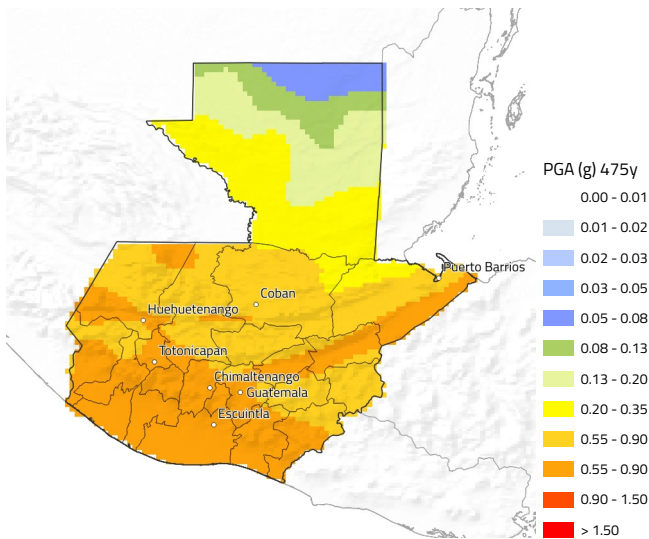 PGA (g) 475y
0.00 - 0.01
0.01 - 0.02
0.02 - 0.03
0.03 - 0.05
0.05 - 0.08
0.08 - 0.13
0.13 - 0.20
0.20 - 0.35
0.55 - 0.90
0.55 - 0.90
0.90 - 1.50
> 1.50
Puerto Barrios
Coban
Huehuetenango
Totonicapan
Chimaltenango
Guatemala
Escuintla